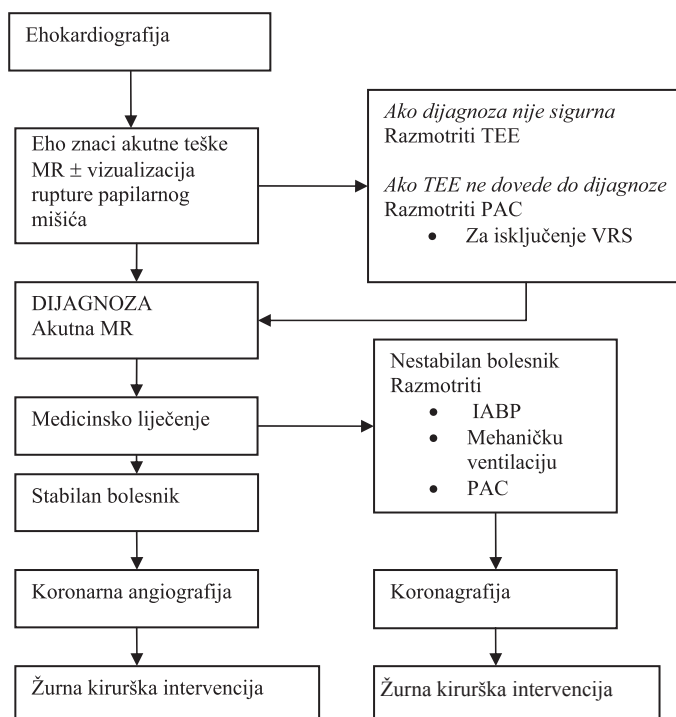 Ehokardiografija
Eho znaci akutne teške
MR ± vizualizacija
rupture papilarnog
mišića
Ako dijagnoza nije sigurna
Razmotriti TEE
Ako TEE ne dovede do dijagnoze
Razmotriti PAC
• Za isključenje VRS
DIJAGNOZA
Akutna MR
Medicinsko liječenje
Nestabilan bolesnik
Razmotriti
• IABP
• Mehaničku
ventilaciju
• PAC
Stabilan bolesnik
Koronarna angiografija
Koronagrafija
Žurna kirurška intervencija
Žurna kirurška intervencija